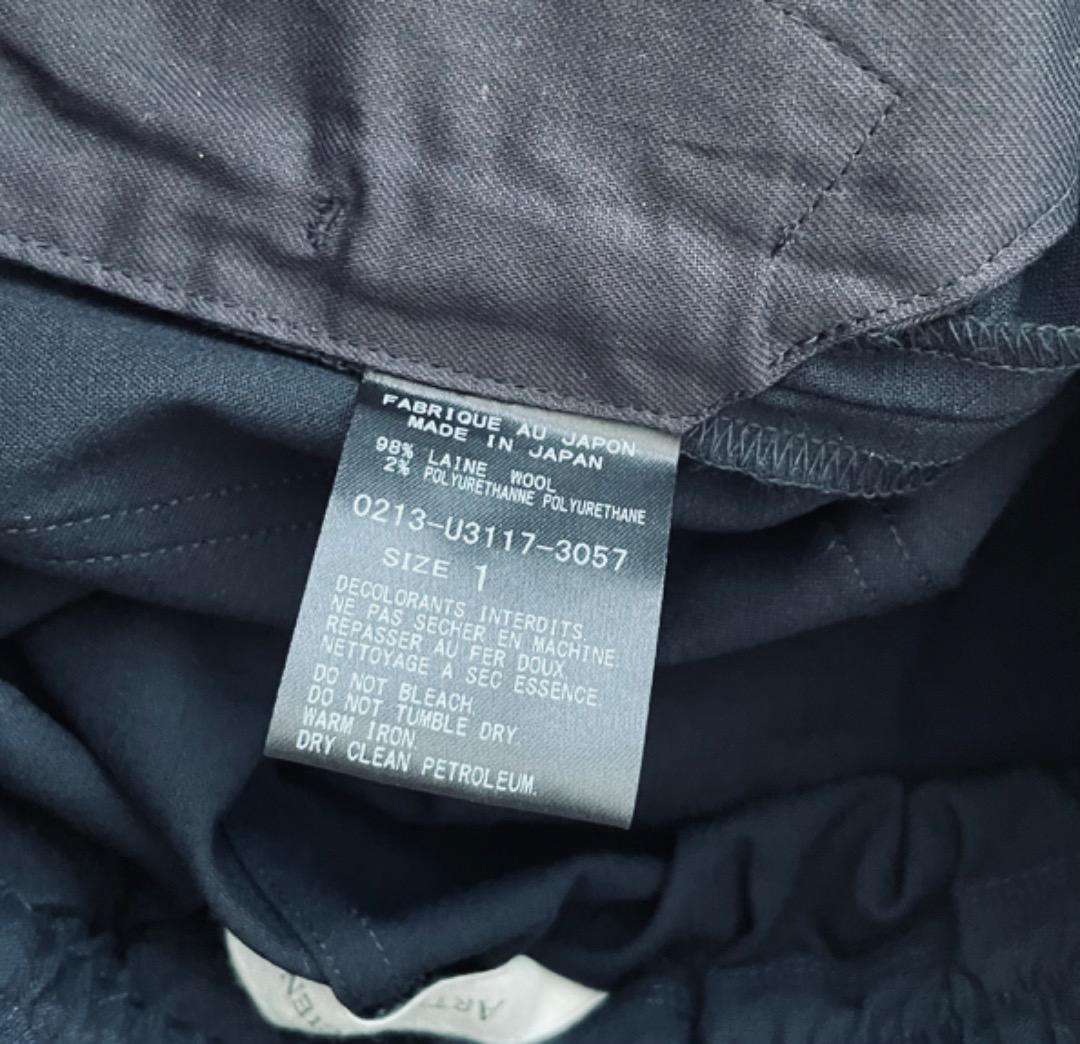 FABRIQUE AU JAPON
MADE IN JAPAN
98% LAINE WOOL
2% POLYURETHANNE POLYURETHANE
0213-U3117-3057
SIZE 1
DECOLORANTS INTERDITS.
NE PAS SECHER EN MACHINE.
REPASSER AU FER DOUX.
NETTOYAGE A SEC ESSENCE
DO NOT BLEACH.
DO NOT TUMBLE DRY.
WARM IRON.
DRY CLEAN PETROLEUM.